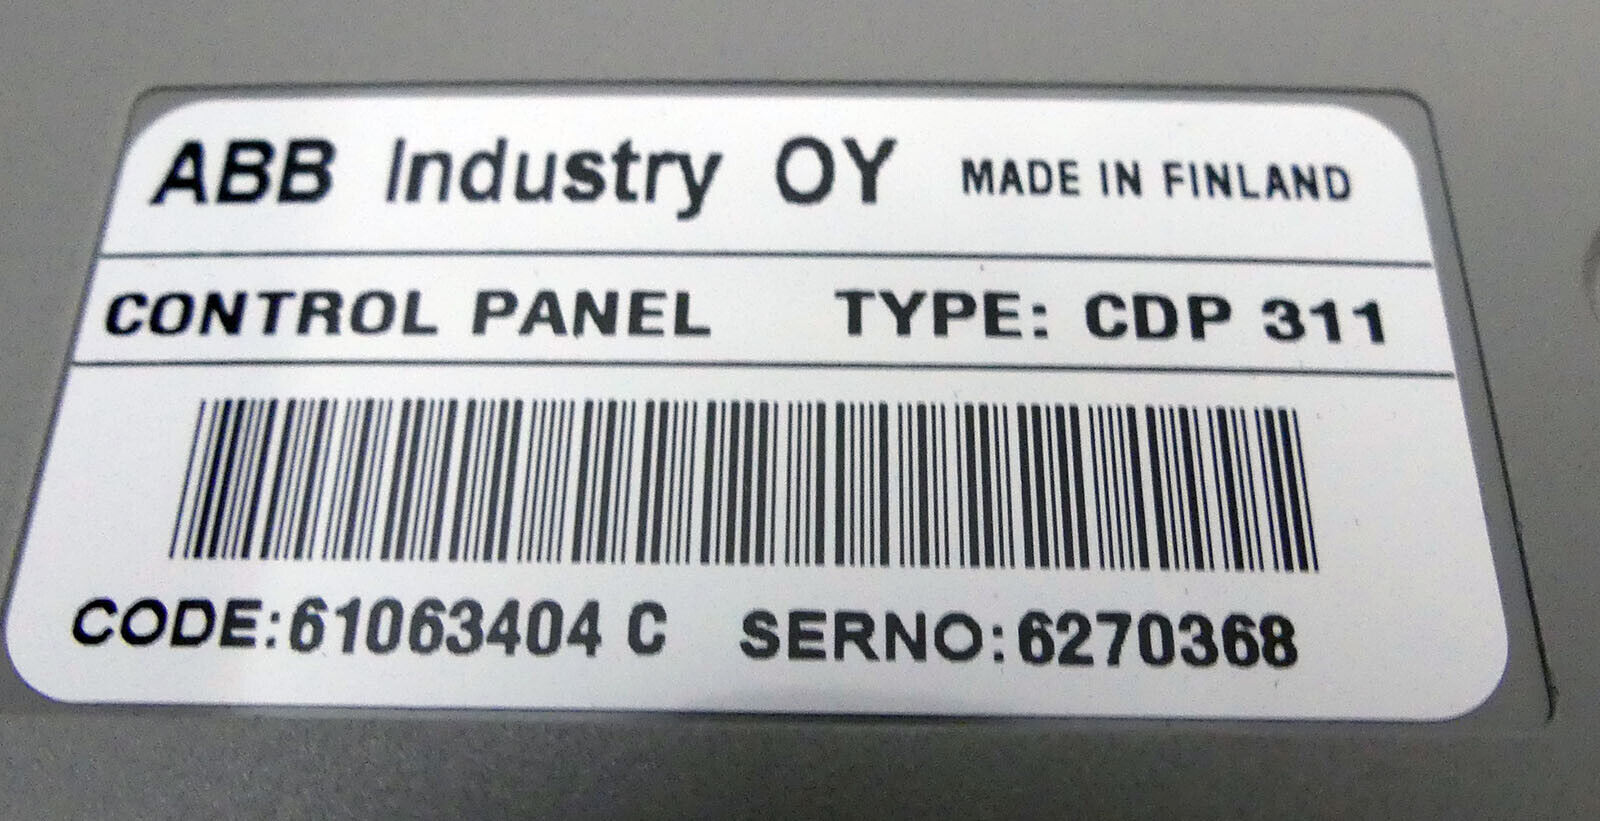 ABB Industry OY MADE IN FINLAND
CONTROL PANEL TYPE: CDP 311
CODE:61063404 C SERNO:6270368